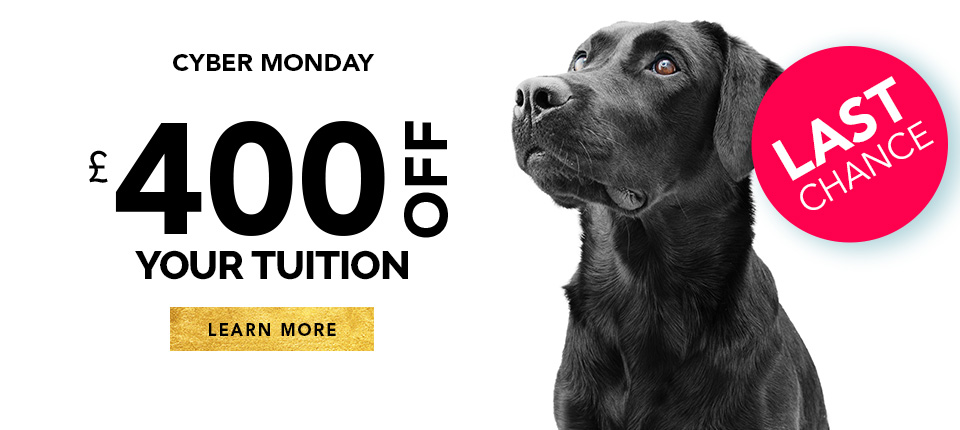 CYBER MONDAY
£400 OFF
YOUR TUITION
LEARN MORE
LAST
CHANCE